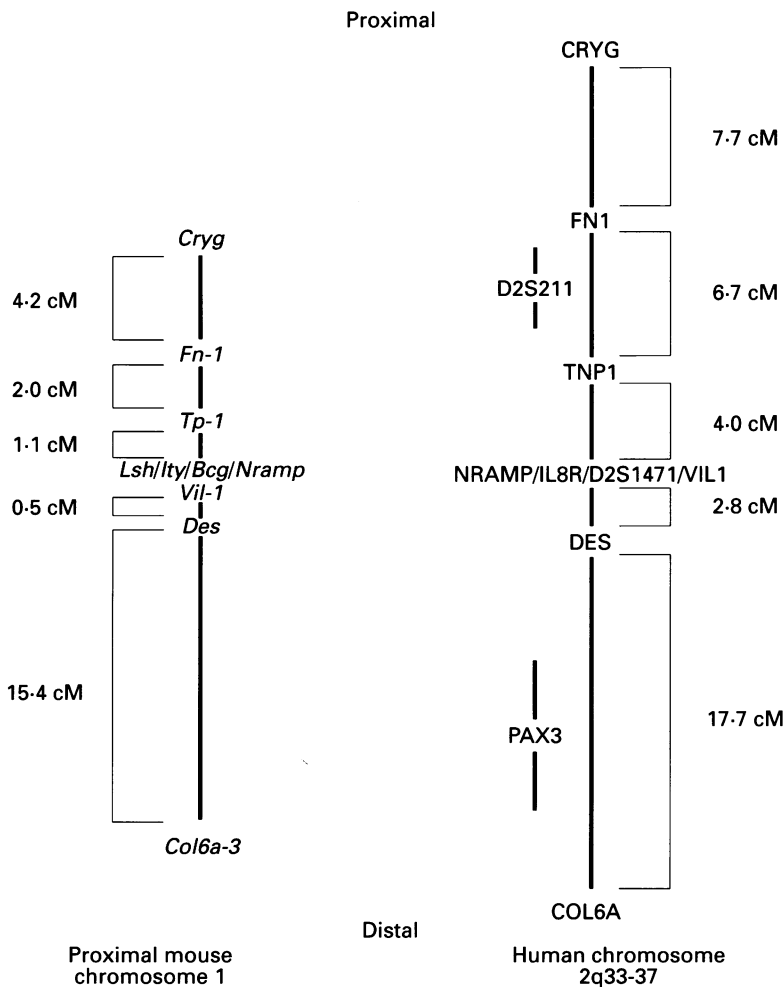 Proximal
CRYG
7·7 cM
FN1
Cryg
D2S211
6·7 cM
4·2 cM
Fn-1
TNP1
2·0 cM
Tp-1
4·0 cM
1·1 cM
Lsh/Ity/Bcg/Nramp
NRAMP/IL8R/D2S1471/VIL1
Vil-1
0·5 cM
2·8 cM
Des
DES
15·4 cM
17·7 cM
PAX3
Col6a-3
COL6A
Distal
Proximal mouse
chromosome 1
Human chromosome
2q33-37